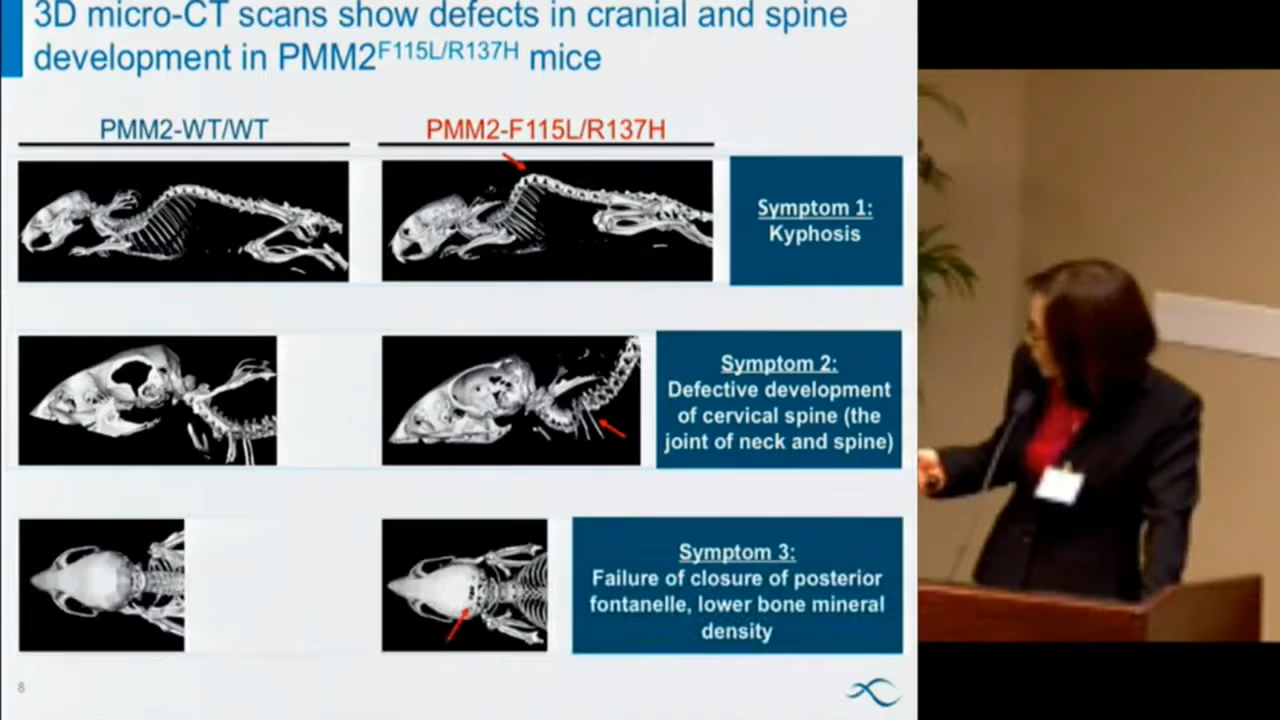 3D micro-CT scans show defects in cranial and spine
development in PMM2F115L/R137H mice
PMM2-WT/WT
PMM2-F115L/R137H
Symptom 1:
Kyphosis
Symptom 2:
Defective development
of cervical spine (the
joint of neck and spine)
Symptom 3:
Failure of closure of posterior
fontanelle, lower bone mineral
density
8